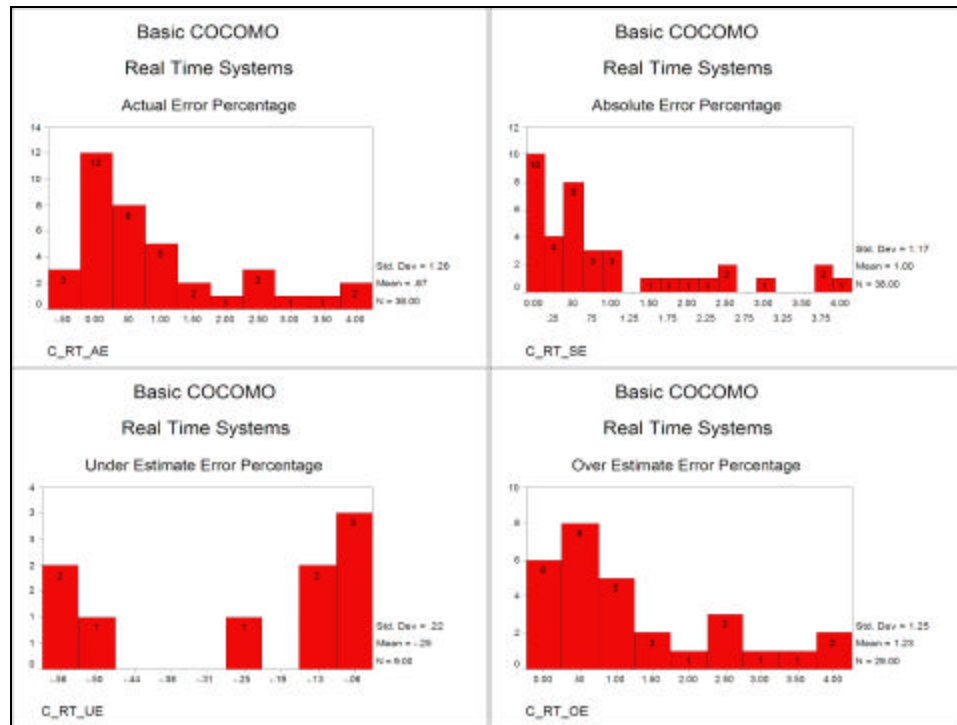 Basic COCOMO
Real Time Systems
Actual Error Percentage
14
12
10
8
6
4
2
0
12
8
5
2
1
3
1
1
2
-.50 0.00 .50 1.00 1.50 2.00 2.50 3.00 3.50 4.00
Std. Dev = 1.26
Mean = .87
N = 38.00
C_RT_AE
Basic COCOMO
Real Time Systems
Absolute Error Percentage
12
10
8
6
4
2
0
10
4
8
3
3
1
1
1
1
2
1
2
1
0.00 .50 1.00 1.50 2.00 2.50 3.00 3.50 4.00
.25 .75 1.25 1.75 2.25 2.75 3.25 3.75
Std. Dev = 1.17
Mean = 1.00
N = 38.00
C_RT_SE
Basic COCOMO
Real Time Systems
Under Estimate Error Percentage
4
3
3
2
2
1
1
0
2
1
1
2
3
-.56 -.50 -.44 -.38 -.31 -.25 -.19 -.13 -.06
Std. Dev = .22
N = 9.00
C_RT_UE
Basic COCOMO
Real Time Systems
Over Estimate Error Percentage
10
8
6
4
2
0
6
8
5
2
1
3
1
1
2
0.00 .50 1.00 1.50 2.00 2.50 3.00 3.50 4.00
Std. Dev = 1.25
Mean = 1.23
N = 29.00
C_RT_OE